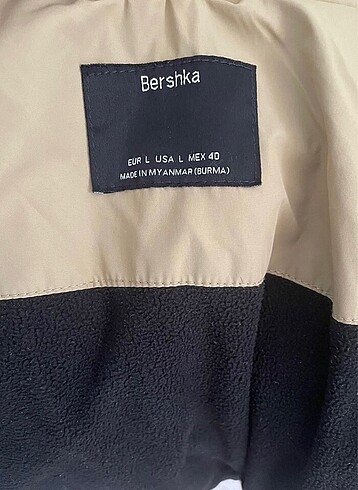 Bershka
EUR L USA L MEX 40
MADE IN MYANMAR (BURMA)